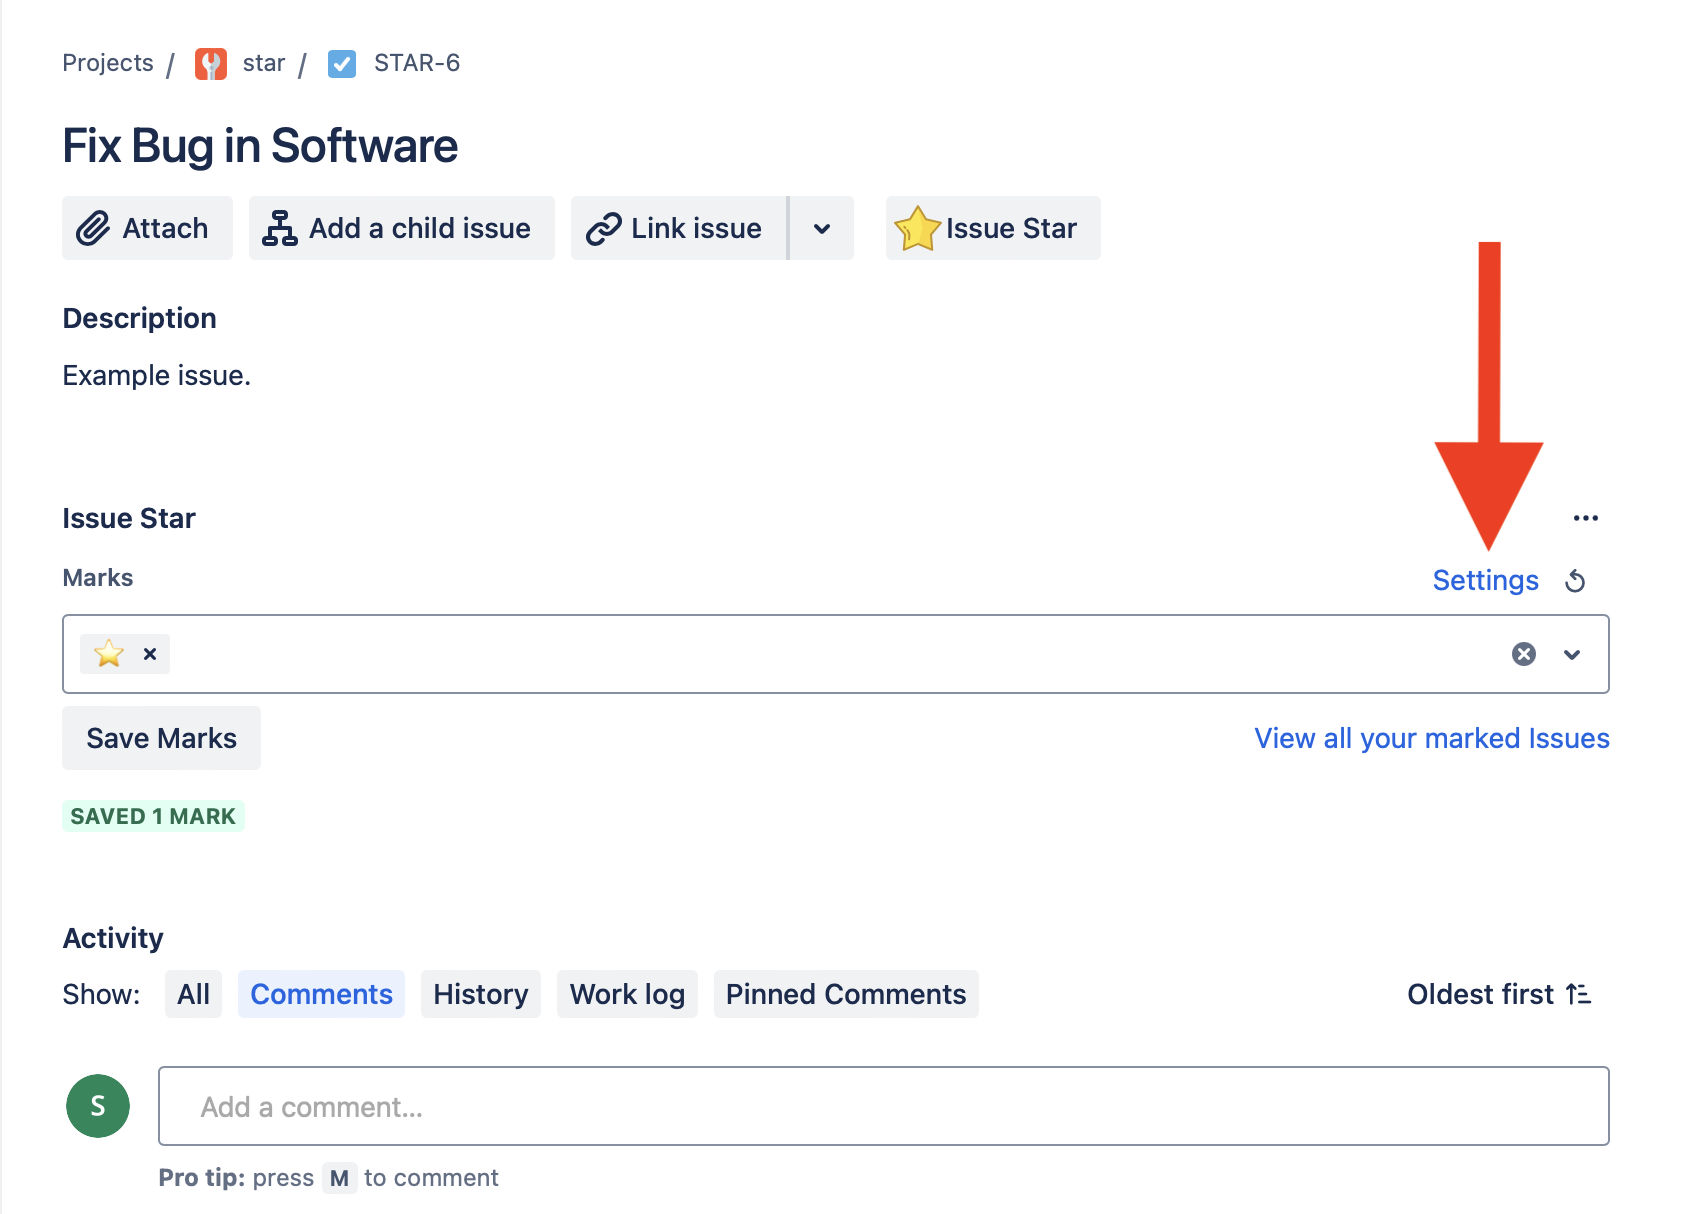 Projects / star / STAR-6
Fix Bug in Software
Attach Add a child issue Link issue Issue Star
Description
Example issue.
Issue Star
Marks Settings
Save Marks View all your marked Issues
SAVED 1 MARK
Activity
Show: All Comments History Work log Pinned Comments Oldest first
S Add a comment...
Pro tip: press M to comment